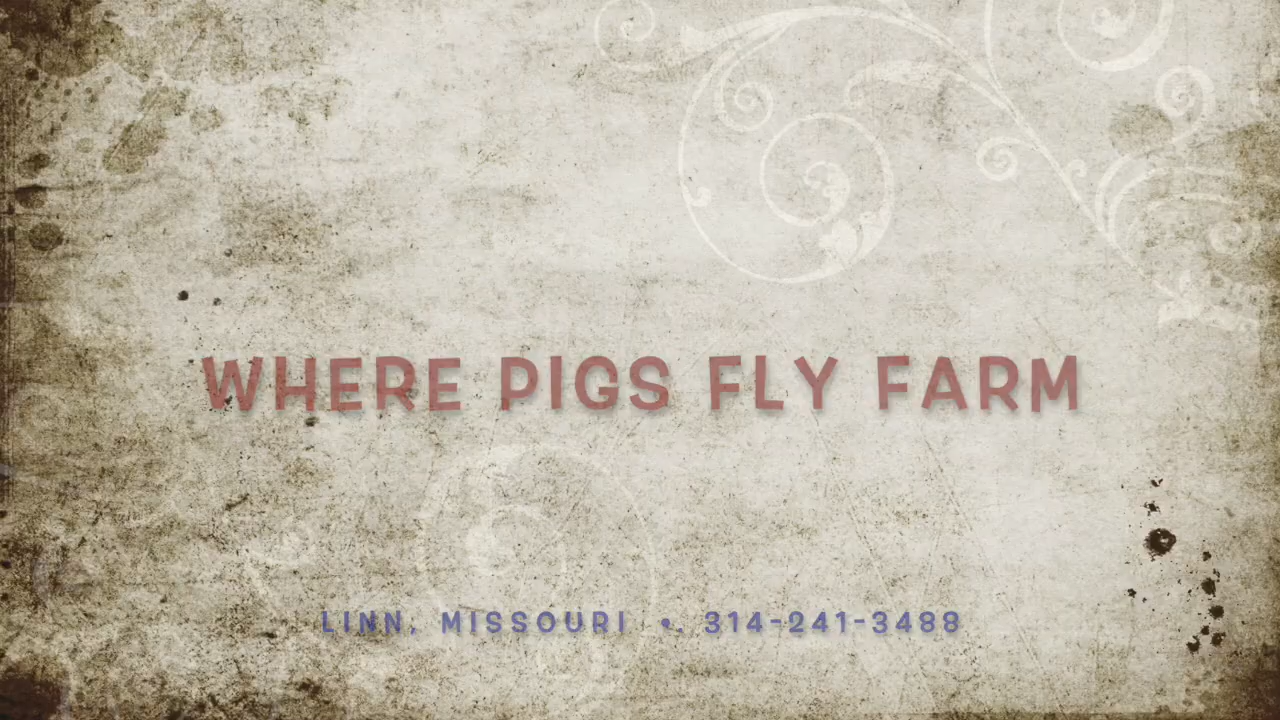 WHERE PIGS FLY FARM
LINN, MISSOURI • 314-241-3488